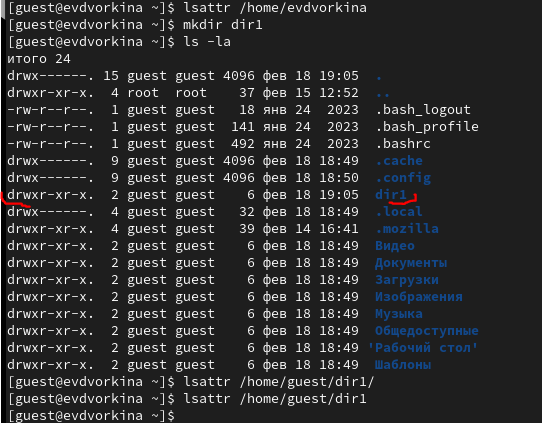 [guest@evdvorkina ~]$ lsattr /home/evdvorkina
[guest@evdvorkina ~]$ mkdir dir1
[guest@evdvorkina ~]$ ls -la
итого 24
drwx------. 15 guest guest 4096 фев 18 19:05 .
drwxr-xr-x.  4 root  root    37 фев 15 12:52 ..
-rw-r--r--.  1 guest guest   18 янв 24  2023 .bash_logout
-rw-r--r--.  1 guest guest  141 янв 24  2023 .bash_profile
-rw-r--r--.  1 guest guest  492 янв 24  2023 .bashrc
drwx------.  9 guest guest 4096 фев 18 18:49 .cache
drwx------.  9 guest guest 4096 фев 18 18:50 .config
drwxr-xr-x.  2 guest guest    6 фев 18 19:05 dir1
drwx------.  4 guest guest   32 фев 18 18:49 .local
drwxr-xr-x.  4 guest guest   39 фев 14 16:41 .mozilla
drwxr-xr-x.  2 guest guest    6 фев 18 18:49 Видео
drwxr-xr-x.  2 guest guest    6 фев 18 18:49 Документы
drwxr-xr-x.  2 guest guest    6 фев 18 18:49 Загрузки
drwxr-xr-x.  2 guest guest    6 фев 18 18:49 Изображения
drwxr-xr-x.  2 guest guest    6 фев 18 18:49 Музыка
drwxr-xr-x.  2 guest guest    6 фев 18 18:49 Общедоступные
drwxr-xr-x.  2 guest guest    6 фев 18 18:49 'Рабочий стол'
drwxr-xr-x.  2 guest guest    6 фев 18 18:49 Шаблоны
[guest@evdvorkina ~]$ lsattr /home/guest/dir1/
[guest@evdvorkina ~]$ lsattr /home/guest/dir1
[guest@evdvorkina ~]$